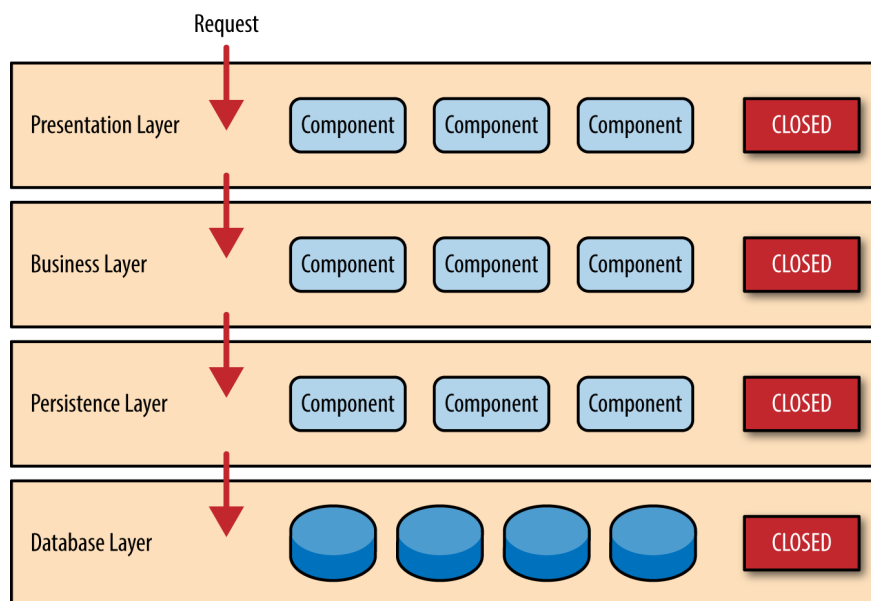 Request
Presentation Layer Component Component Component CLOSED
Business Layer Component Component Component CLOSED
Persistence Layer Component Component Component CLOSED
Database Layer CLOSED